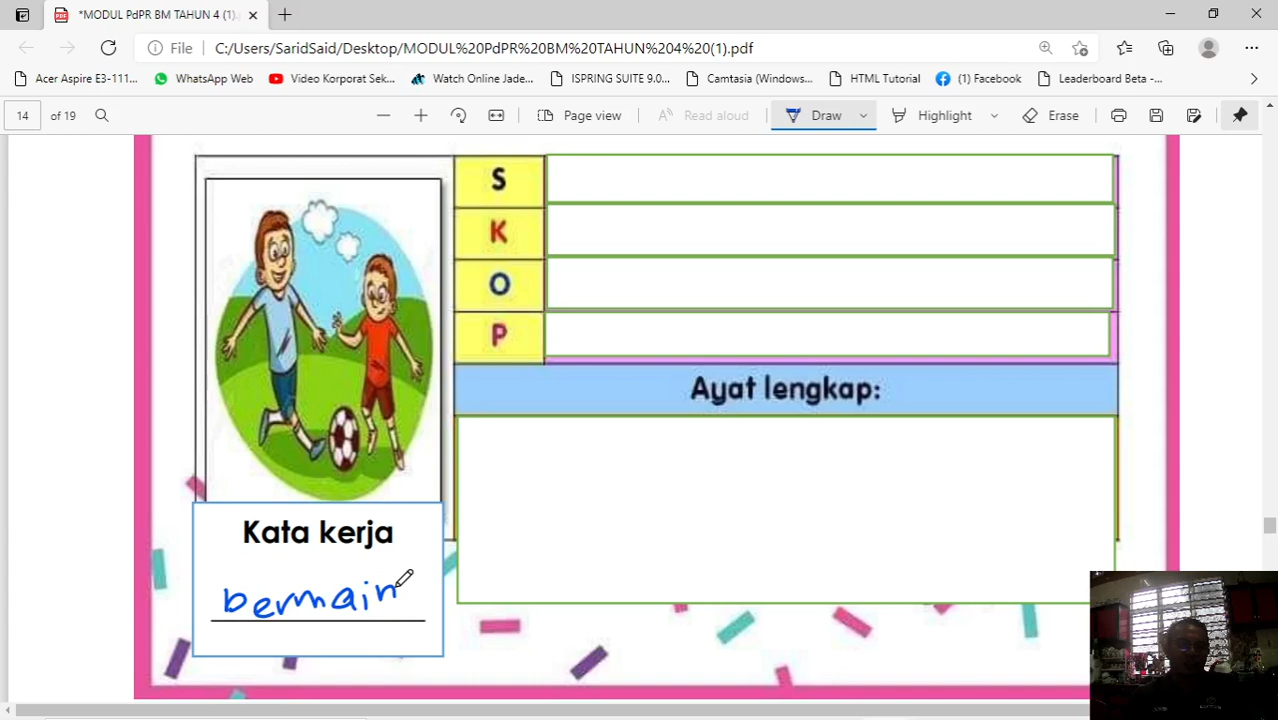 *MODUL PdPR BM TAHUN 4 (1).
File C:/Users/SaridSaid/Desktop/MODUL%20PdPR%20BM%20TAHUN%204%20(1).pdf
Acer Aspire E3-111... WhatsApp Web Video Korporat Sek... Watch Online Jade... ISPRING SUITE 9.0... Camtasia (Windows... HTML Tutorial (1) Facebook Leaderboard Beta -...
14 of 19 Page view Read aloud Draw Highlight Erase
S
K
O
P
Ayat lengkap:
Kata kerja
bermain